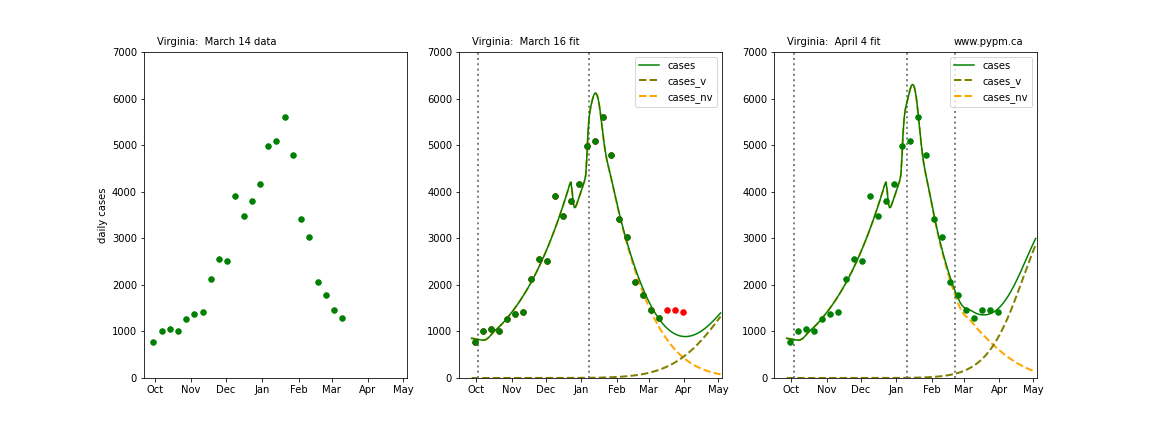 Virginia:  March 14 data
7000
6000
5000
4000
3000
2000
1000
0
daily cases
Oct Nov Dec Jan Feb Mar Apr May
Virginia:  March 16 fit
cases
cases_v
cases_nv
7000
6000
5000
4000
3000
2000
1000
0
Oct Nov Dec Jan Feb Mar Apr May
Virginia:  April 4 fit www.pypm.ca
cases
cases_v
cases_nv
7000
6000
5000
4000
3000
2000
1000
0
Oct Nov Dec Jan Feb Mar Apr May